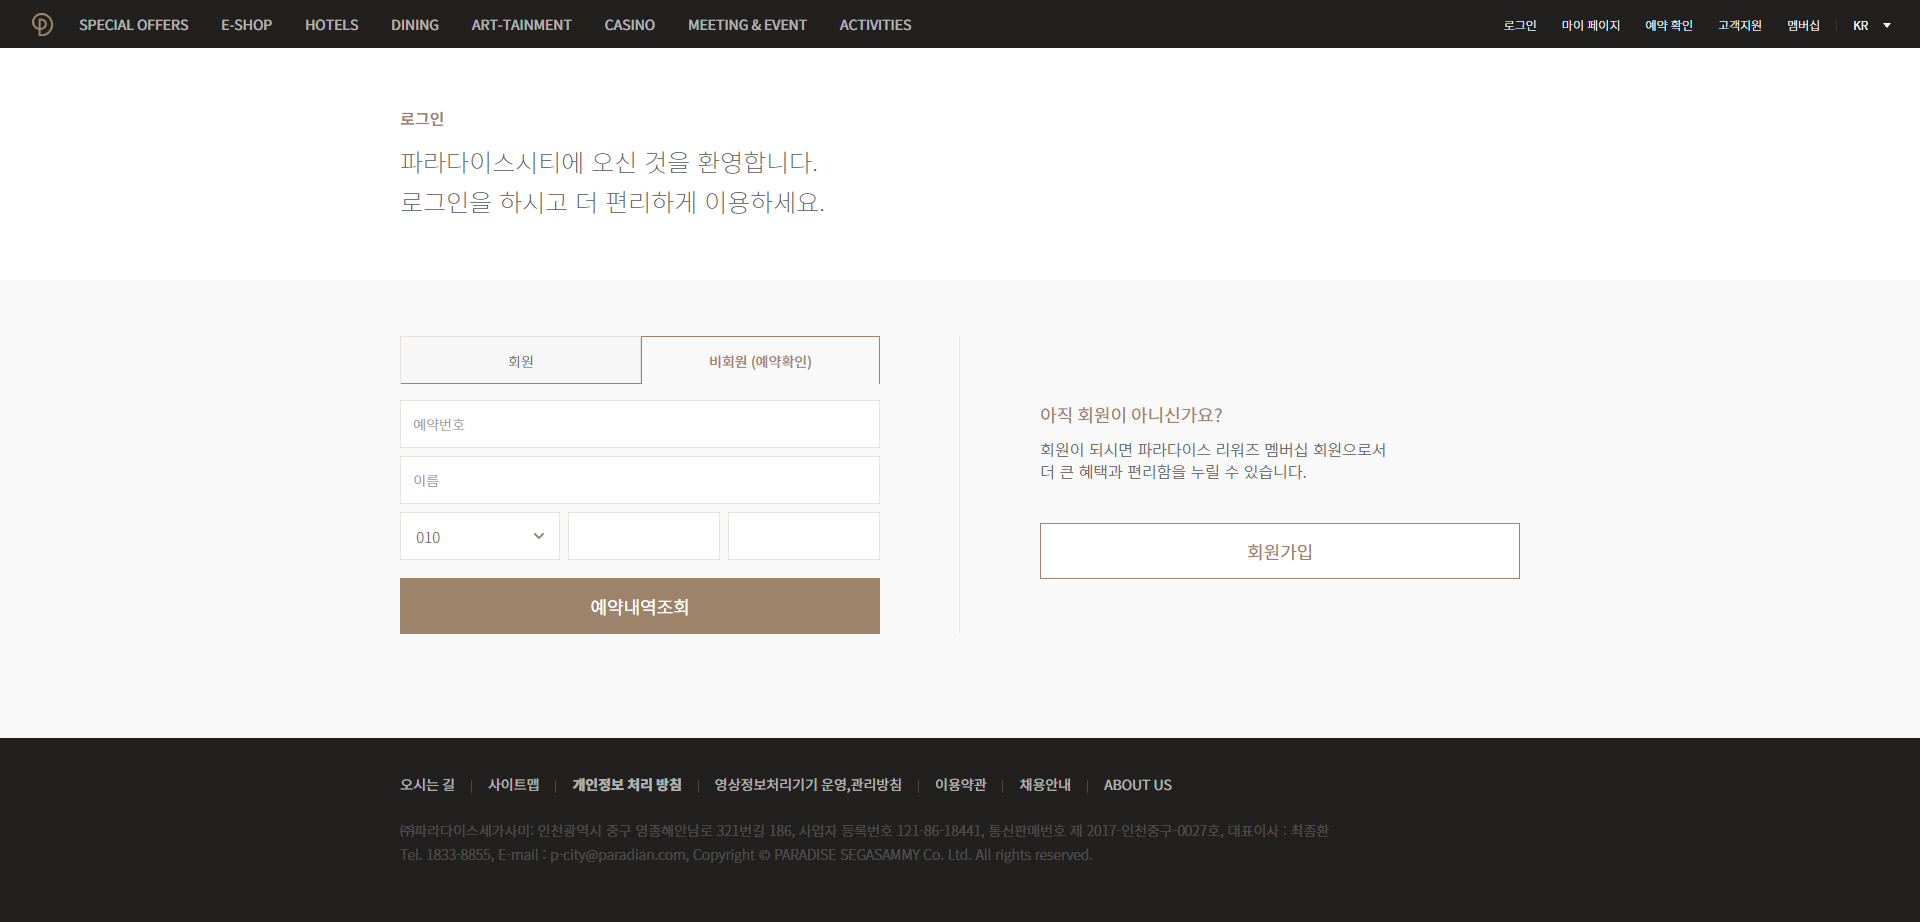 SPECIAL OFFERS E-SHOP HOTELS DINING ART-TAINMENT CASINO MEETING & EVENT ACTIVITIES 로그인 마이 페이지 예약 확인 고객지원 멤버십 KR
로그인
파라다이스시티에 오신 것을 환영합니다.
로그인을 하시고 더 편리하게 이용하세요.
회원 비회원 (예약확인)
예약번호
이름
010
예약내역조회
아직 회원이 아니신가요?
회원이 되시면 파라다이스 리워즈 멤버십 회원으로서
더 큰 혜택과 편리함을 누릴 수 있습니다.
회원가입
오시는 길 사이트맵 개인정보 처리 방침 영상정보처리기기 운영,관리방침 이용약관 채용안내 ABOUT US
㈜파라다이스세가사미: 인천광역시 중구 영종해안남로 321번길 186, 사업자 등록번호 121-86-18441, 통신판매번호 제 2017-인천중구-0027호, 대표이사 : 최종환
Tel. 1833-8855, E-mail : p-city@paradian.com, Copyright © PARADISE SEGASAMMY Co. Ltd. All rights reserved.